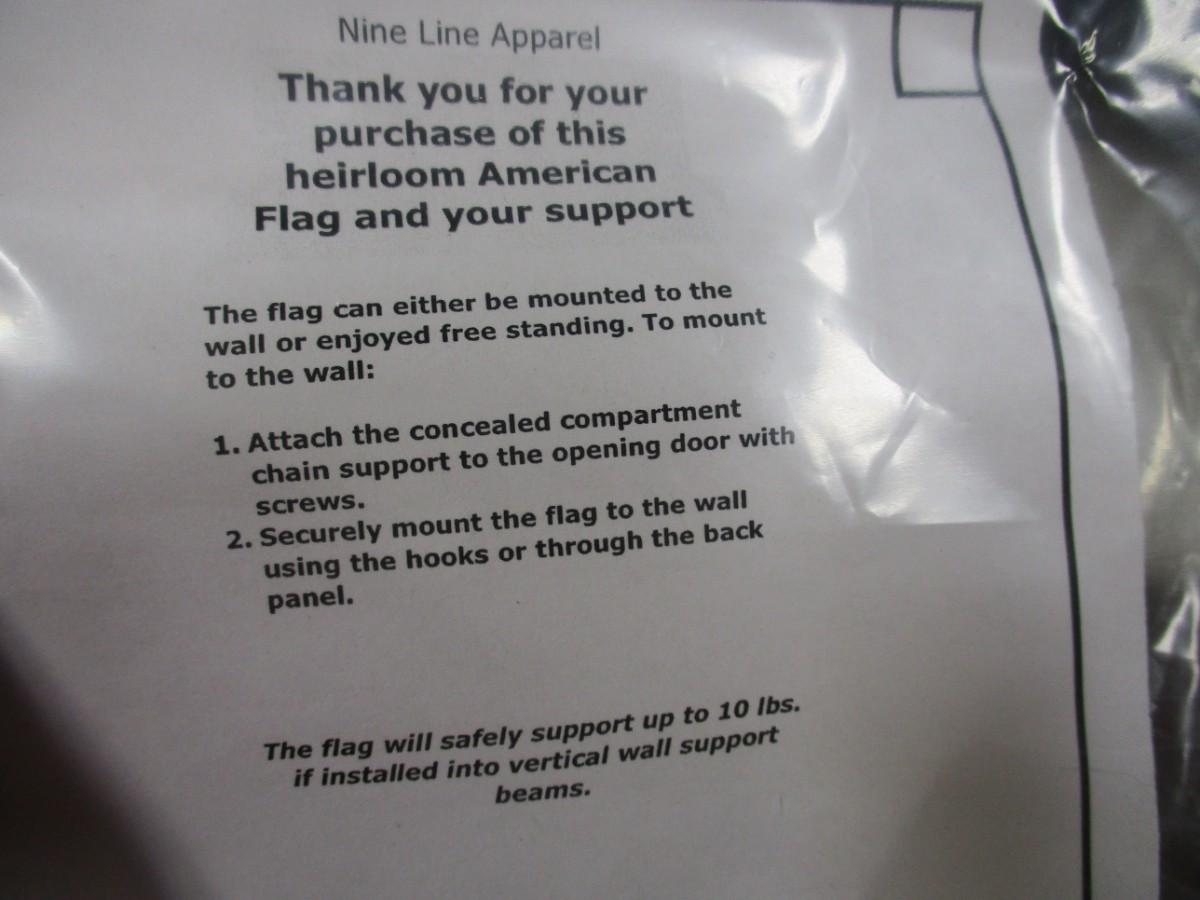 Nine Line Apparel
Thank you for your
purchase of this
heirloom American
Flag and your support
The flag can either be mounted to the
wall or enjoyed free standing. To mount
to the wall:
1. Attach the concealed compartment
chain support to the opening door with
screws.
2. Securely mount the flag to the wall
using the hooks or through the back
panel.
The flag will safely support up to 10 lbs.
if installed into vertical wall support
beams.